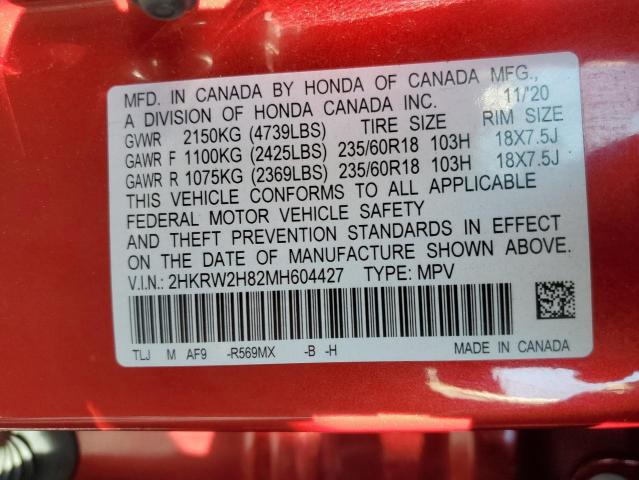 MFD. IN CANADA BY HONDA OF CANADA MFG.,
A DIVISION OF HONDA CANADA INC. 11/'20
GVWR 2150KG (4739LBS) TIRE SIZE RIM SIZE
GAWR F 1100KG (2425LBS) 235/60R18 103H 18X7.5J
GAWR R 1075KG (2369LBS) 235/60R18 103H 18X7.5J
THIS VEHICLE CONFORMS TO ALL APPLICABLE
FEDERAL MOTOR VEHICLE SAFETY
AND THEFT PREVENTION STANDARDS IN EFFECT
ON THE DATE OF MANUFACTURE SHOWN ABOVE.
V.I.N.: 2HKRW2H82MH604427 TYPE: MPV
TLJ M AF9 -R569MX -B -H MADE IN CANADA